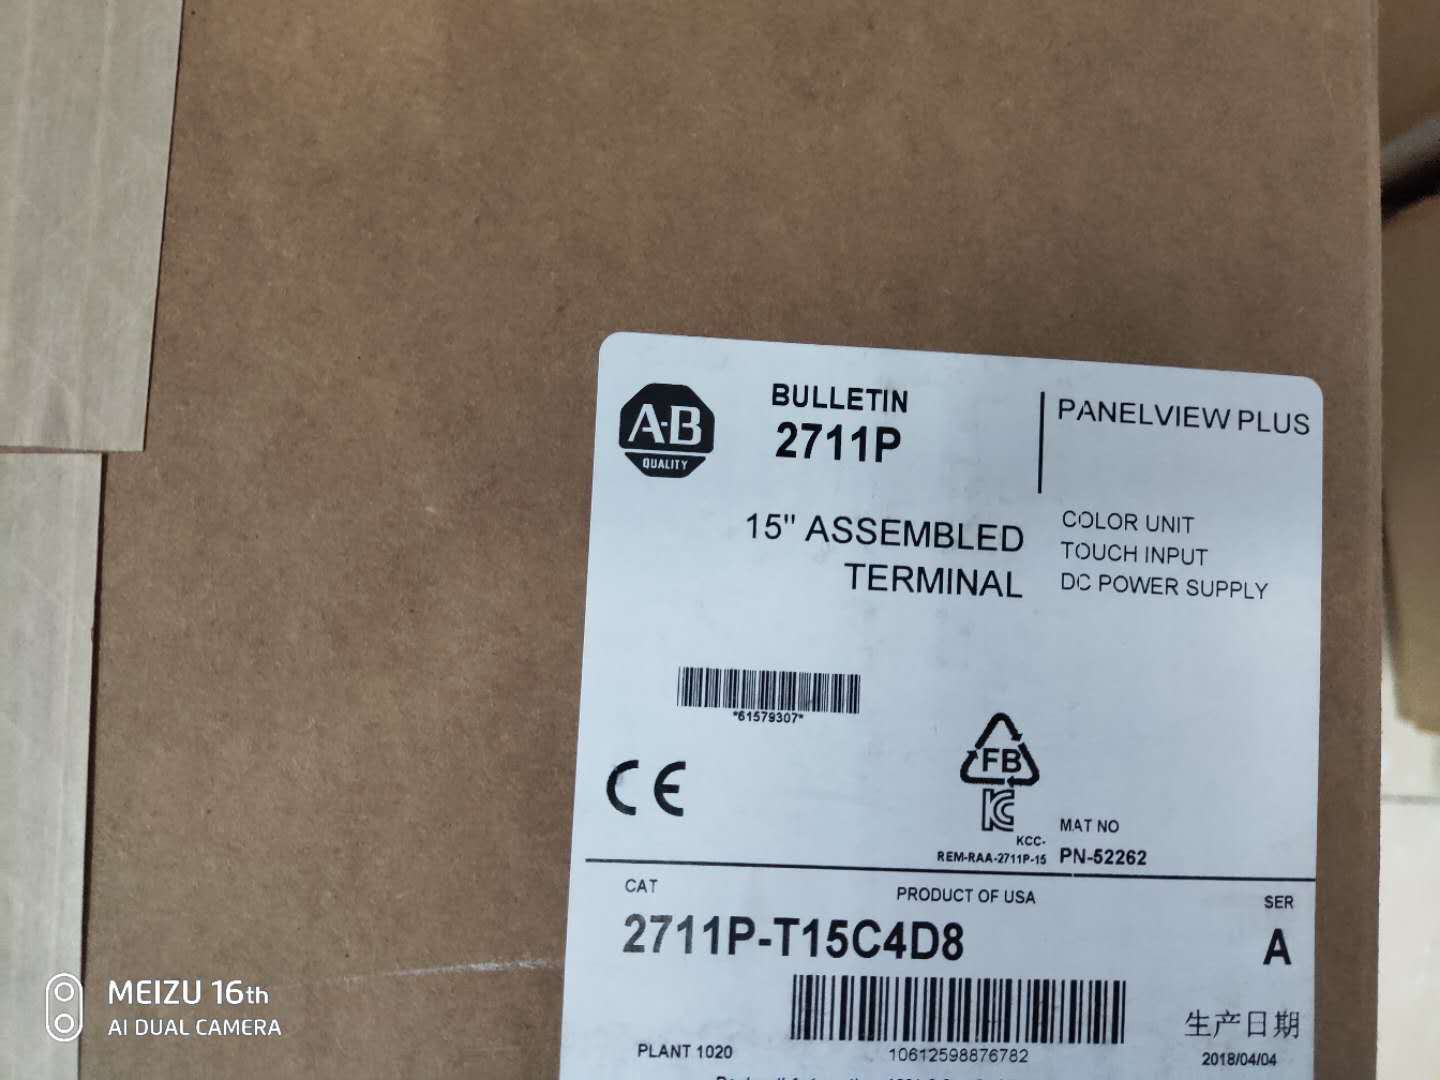 A-B
QUALITY
BULLETIN
2711P
PANELVIEW PLUS
15" ASSEMBLED
TERMINAL
COLOR UNIT
TOUCH INPUT
DC POWER SUPPLY
*61579307*
CE
FB
KC
KCC-
REM-RAA-2711P-15
MAT NO
PN-52262
CAT
PRODUCT OF USA
SER
2711P-T15C4D8
A
生产日期
PLANT 1020
10612598876782
2018/04/04
MEIZU 16th
AI DUAL CAMERA